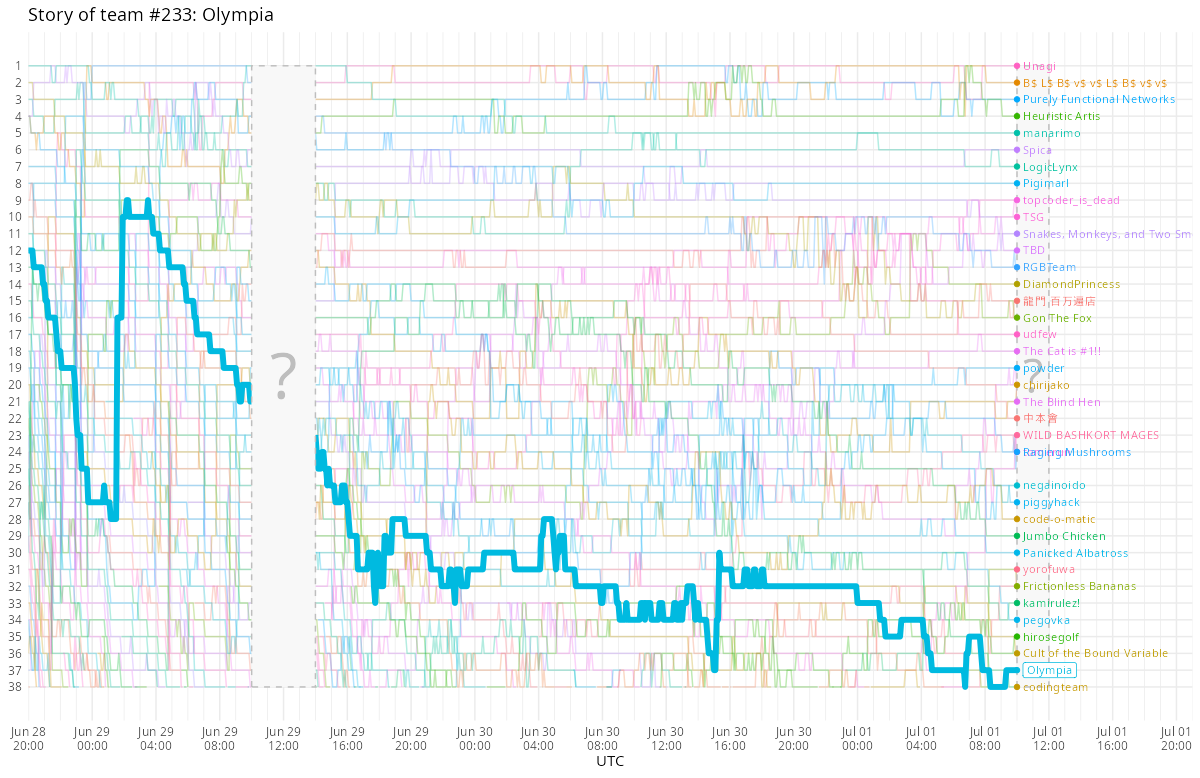 Story of team #233: Olympia
1
2
3
4
5
6
7
8
9
10
11
12
13
14
15
16
17
18
19
20
21
22
23
24
25
26
27
28
29
30
31
32
33
34
35
36
37
38
?
?
Unagi
B$ L$ B$ v$ v$ L$ B$ v$ v$
Purely Functional Networks
Heuristic Artis
manarimo
Spica
LogicLynx
Pigimarl
topcoder_is_dead
TSG
Snakes, Monkeys, and Two Sm
TBD
RGBTeam
DiamondPrincess
龍門 百万遍店
Gon The Fox
udfew
The Cat is #1!!
powder
chirijako
The Blind Hen
中本會
WILD BASHKORT MAGES
Raging Mushrooms
negainoido
piggyhack
code-o-matic
Jumbo Chicken
Panicked Albatross
yorofuwa
Frictionless Bananas
kamirulez!
pegovka
hirosegolf
Cult of the Bound Variable
Olympia
codingteam
Jun 28 20:00
Jun 29 00:00
Jun 29 04:00
Jun 29 08:00
Jun 29 12:00
Jun 29 16:00
Jun 29 20:00
Jun 30 00:00
Jun 30 04:00
Jun 30 08:00
Jun 30 12:00
Jun 30 16:00
Jun 30 20:00
Jul 01 00:00
Jul 01 04:00
Jul 01 08:00
Jul 01 12:00
Jul 01 16:00
Jul 01 20:00
UTC